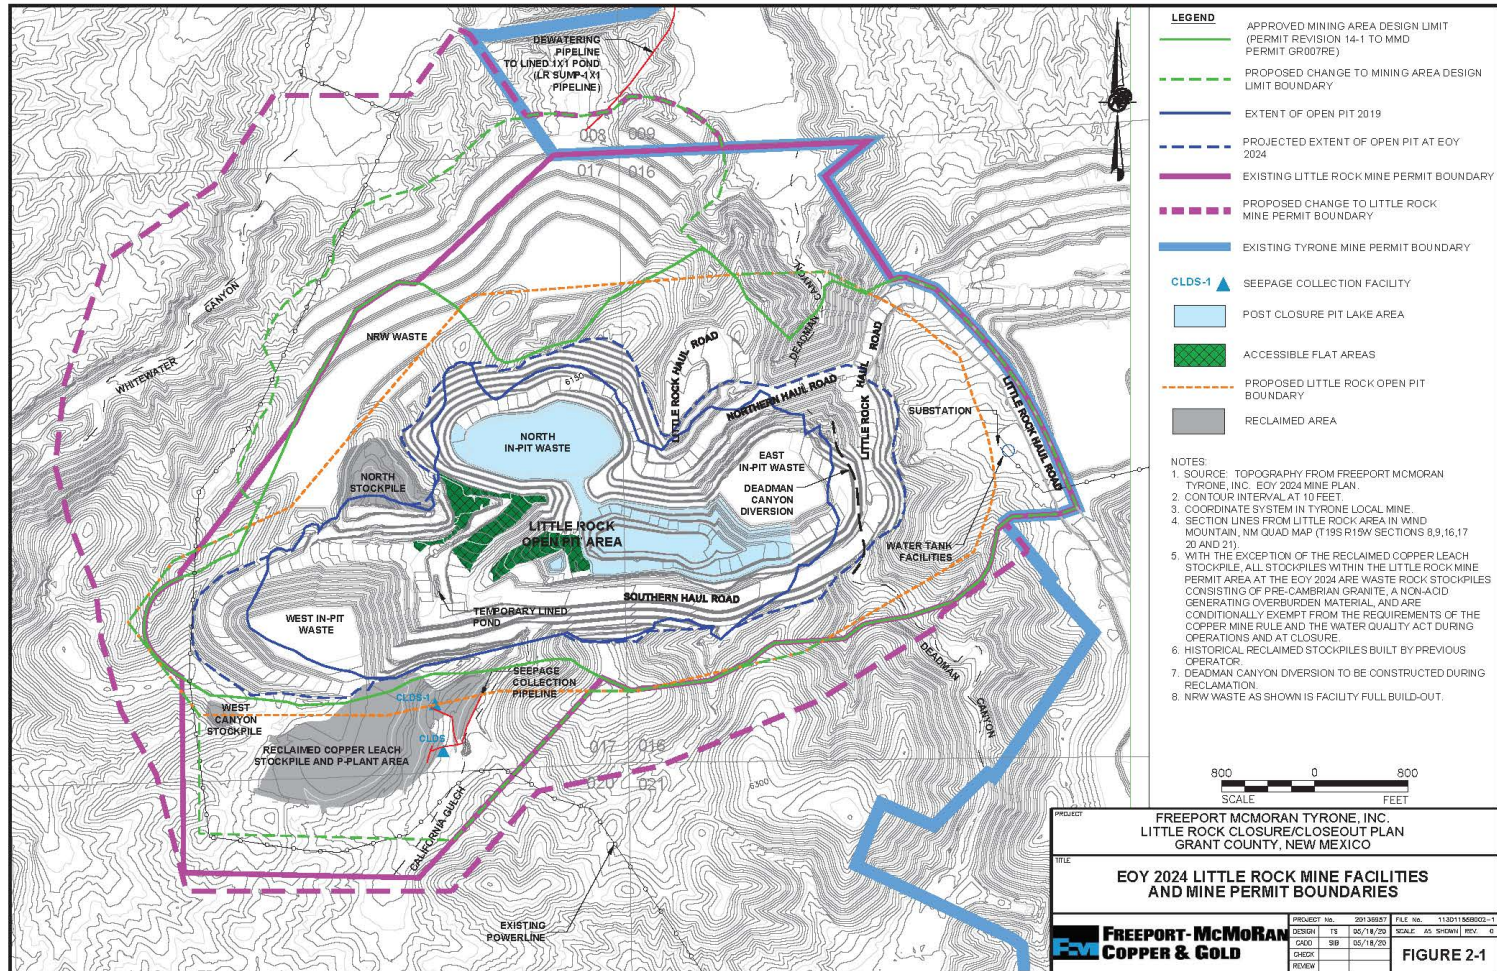 DEWATERING
PIPELINE
TO LINED 1X1 POND
(LR SUMP-1X1
PIPELINE)
008
009
017
016
CANYON
WHITEWATER
NRW WASTE
6150
DEADMAN CANYON
LITTLE ROCK HAUL ROAD
NORTHERN HAUL ROAD
LITTLE ROCK HAUL ROAD
SUBSTATION
LITTLE ROCK HAUL ROAD
LITTLE ROCK HAUL ROAD
NORTH
IN-PIT WASTE
EAST
IN-PIT WASTE
DEADMAN
CANYON
DIVERSION
NORTH
STOCKPILE
LITTLE ROCK
OPEN PIT AREA
WATER TANK
FACILITIES
SOUTHERN HAUL ROAD
TEMPORARY LINED
POND
WEST IN-PIT
WASTE
SEEPAGE
COLLECTION
PIPELINE
DEADMAN
CANYON
CLDS-1
WEST
CANYON
STOCKPILE
CLDS
RECLAIMED COPPER LEACH
STOCKPILE AND P-PLANT AREA
017
016
020
021
6300
CALIFORNIA GULCH
EXISTING
POWERLINE
LEGEND
APPROVED MINING AREA DESIGN LIMIT
(PERMIT REVISION 14-1 TO MMD
PERMIT GR007RE)
PROPOSED CHANGE TO MINING AREA DESIGN
LIMIT BOUNDARY
EXTENT OF OPEN PIT 2019
PROJECTED EXTENT OF OPEN PIT AT EOY
2024
EXISTING LITTLE ROCK MINE PERMIT BOUNDARY
PROPOSED CHANGE TO LITTLE ROCK
MINE PERMIT BOUNDARY
EXISTING TYRONE MINE PERMIT BOUNDARY
CLDS-1 SEEPAGE COLLECTION FACILITY
POST CLOSURE PIT LAKE AREA
ACCESSIBLE FLAT AREAS
PROPOSED LITTLE ROCK OPEN PIT
BOUNDARY
RECLAIMED AREA
NOTES:
1. SOURCE: TOPOGRAPHY FROM FREEPORT MCMORAN
TYRONE, INC. EOY 2024 MINE PLAN.
2. CONTOUR INTERVAL AT 10 FEET.
3. COORDINATE SYSTEM IN TYRONE LOCAL MINE.
4. SECTION LINES FROM LITTLE ROCK AREA IN WIND
MOUNTAIN, NM QUAD MAP (T19S R15W SECTIONS 8,9,16,17
20 AND 21).
5. WITH THE EXCEPTION OF THE RECLAIMED COPPER LEACH
STOCKPILE, ALL STOCKPILES WITHIN THE LITTLE ROCK MINE
PERMIT AREA AT THE EOY 2024 ARE WASTE ROCK STOCKPILES
CONSISTING OF PRE-CAMBRIAN GRANITE, A NON-ACID
GENERATING OVERBURDEN MATERIAL, AND ARE
CONDITIONALLY EXEMPT FROM THE REQUIREMENTS OF THE
COPPER MINE RULE AND THE WATER QUALITY ACT DURING
OPERATIONS AND AT CLOSURE.
6. HISTORICAL RECLAIMED STOCKPILES BUILT BY PREVIOUS
OPERATOR.
7. DEADMAN CANYON DIVERSION TO BE CONSTRUCTED DURING
RECLAMATION.
8. NRW WASTE AS SHOWN IS FACILITY FULL BUILD-OUT.
800 0 800
SCALE FEET
PROJECT
FREEPORT MCMORAN TYRONE, INC.
LITTLE ROCK CLOSURE/CLOSEOUT PLAN
GRANT COUNTY, NEW MEXICO
TITLE
EOY 2024 LITTLE ROCK MINE FACILITIES
AND MINE PERMIT BOUNDARIES
FREEPORT-MCMORAN
COPPER & GOLD
PROJECT No. FILE No.
DESIGN TS 05/18/20 SCALE AS SHOWN REV. 0
CADD SIB 05/18/20
CHECK
REVIEW
FIGURE 2-1